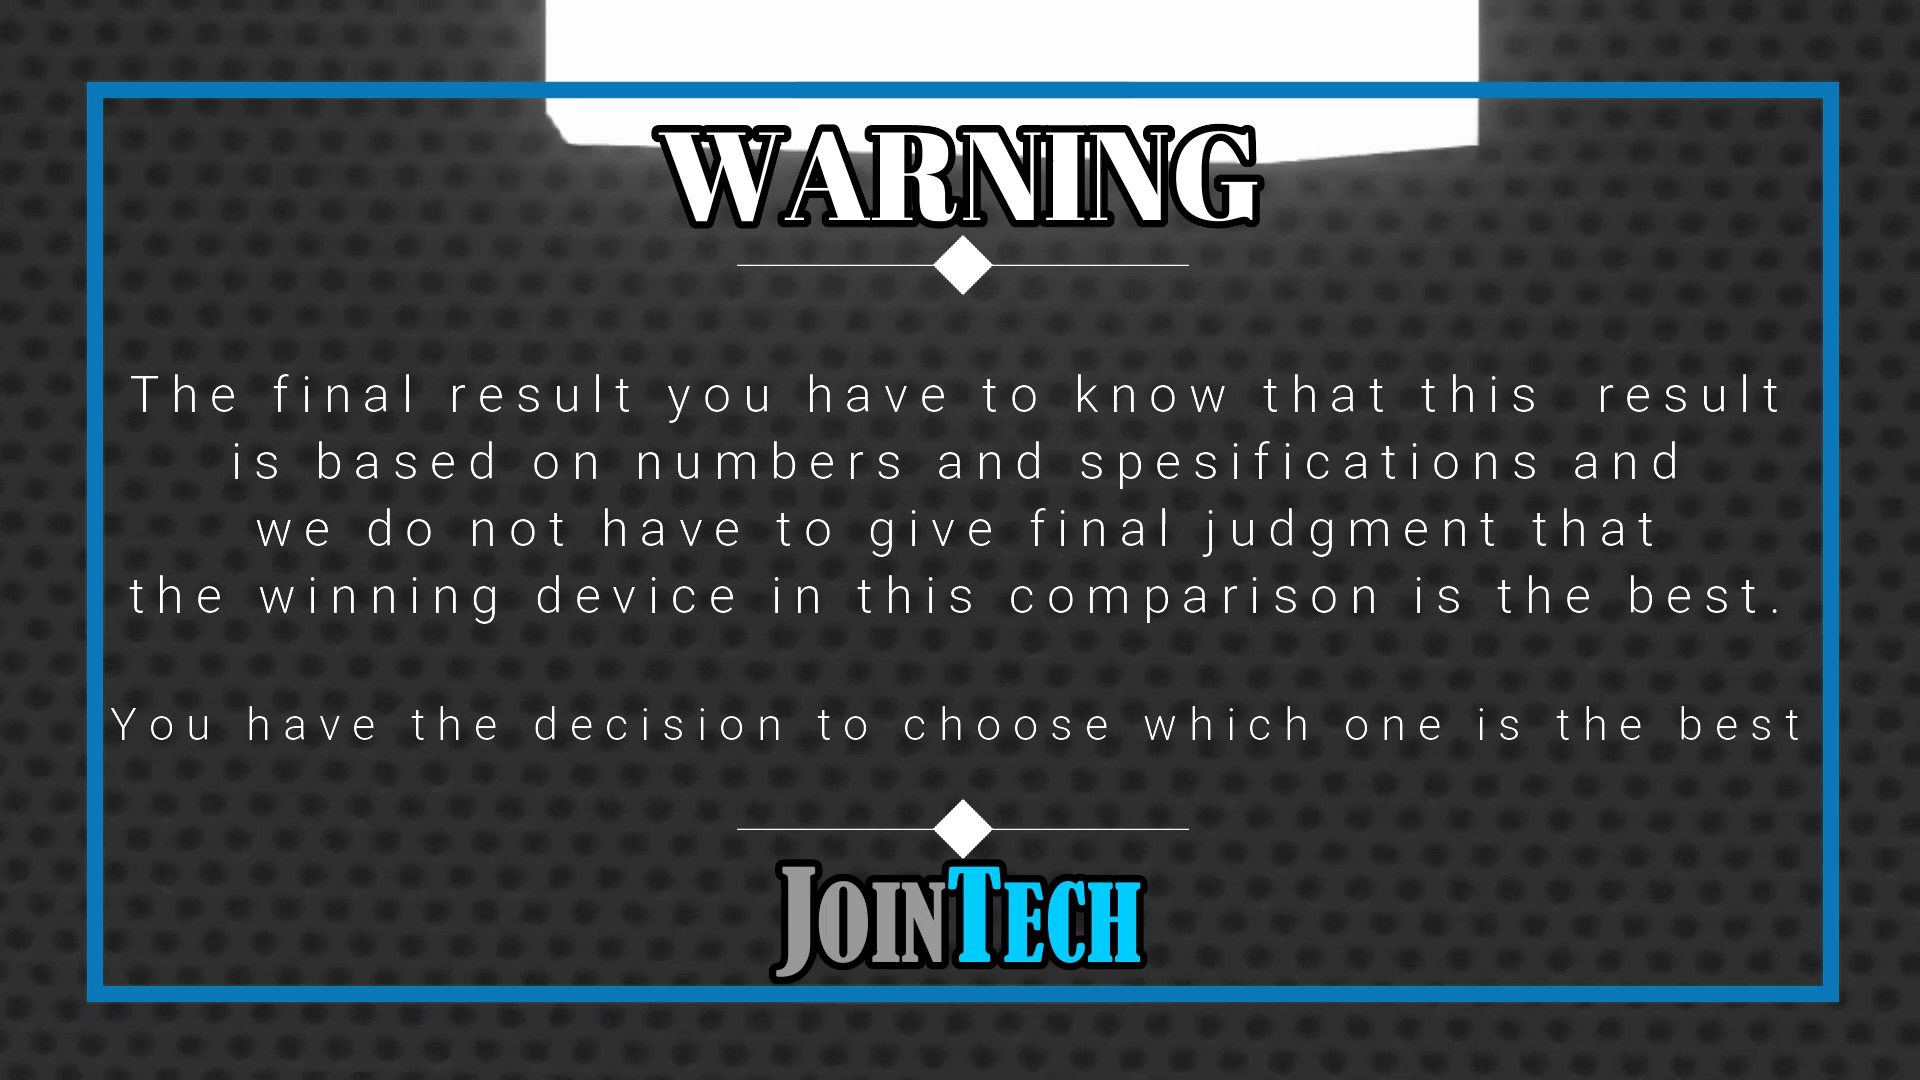 WARNING
The final result you have to know that this result
is based on numbers and spesifications and
we do not have to give final judgment that
the winning device in this comparison is the best.
You have the decision to choose which one is the best
JOINTECH